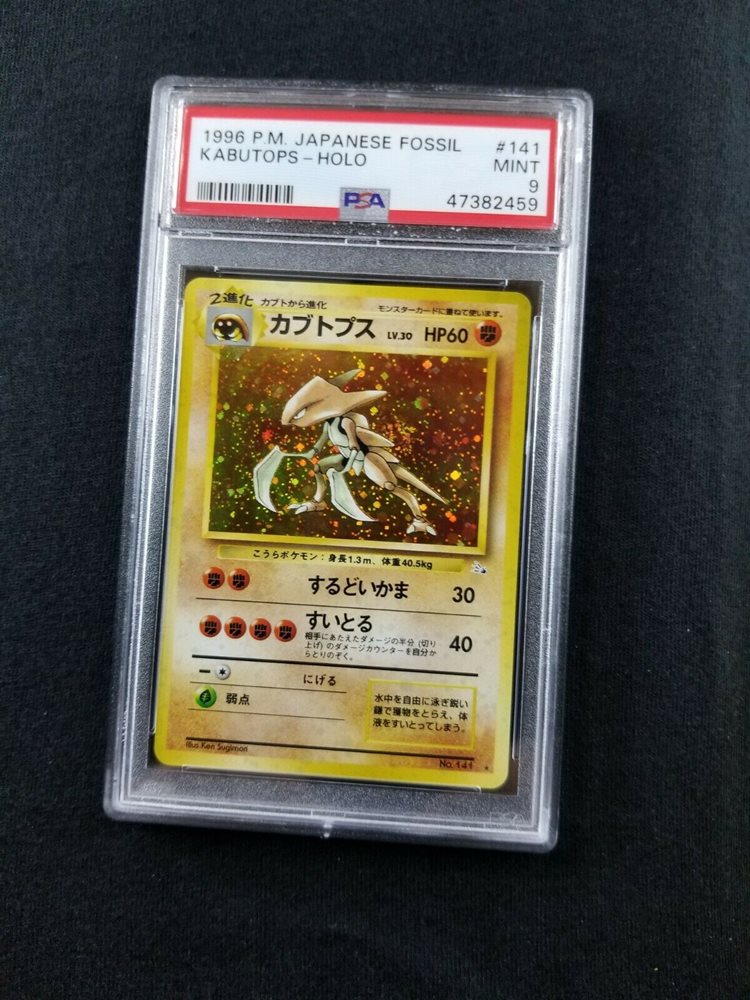 1996 P.M. JAPANESE FOSSIL #141
KABUTOPS - HOLO MINT
9
PSA 47382459
2進化 カブトから進化 モンスターカードに重ねて使います。
カブトプス LV.30 HP60
こうらポケモン：身長1.3m、体重40.5kg
するどいかま 30
すいとる 40
相手にあたえたダメージの半分（切り
上げ）のダメージカウンターを自分か
らとりのぞく。
にげる
弱点
水中を自由に泳ぎ鋭い
鎌で獲物をとらえ、体
液をすいとってしまう。
Illus. Ken Sugimori
No. 141